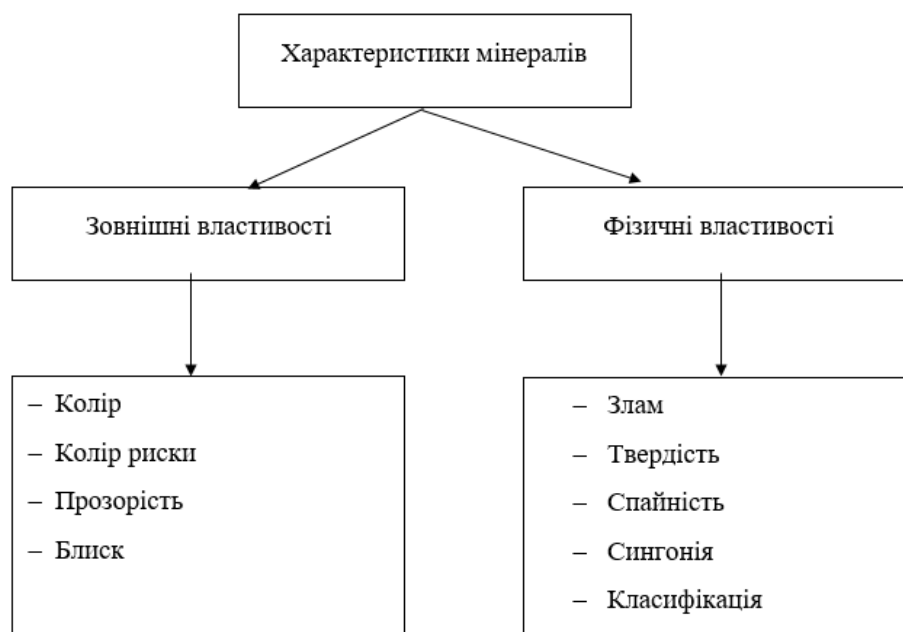 Характеристики мінералів
Зовнішні властивості
Фізичні властивості
– Колір
– Колір риски
– Прозорість
– Блиск
– Злам
– Твердість
– Спайність
– Сингонія
– Класифікація